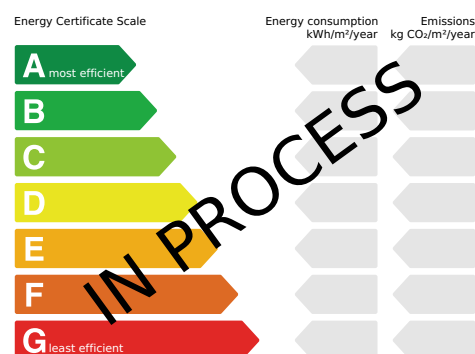 Energy Certificate Scale
Energy consumption
kWh/m²/year
Emissions
kg CO₂/m²/year
A most efficient
B
C
D
E
F
G least efficient
IN PROCESS